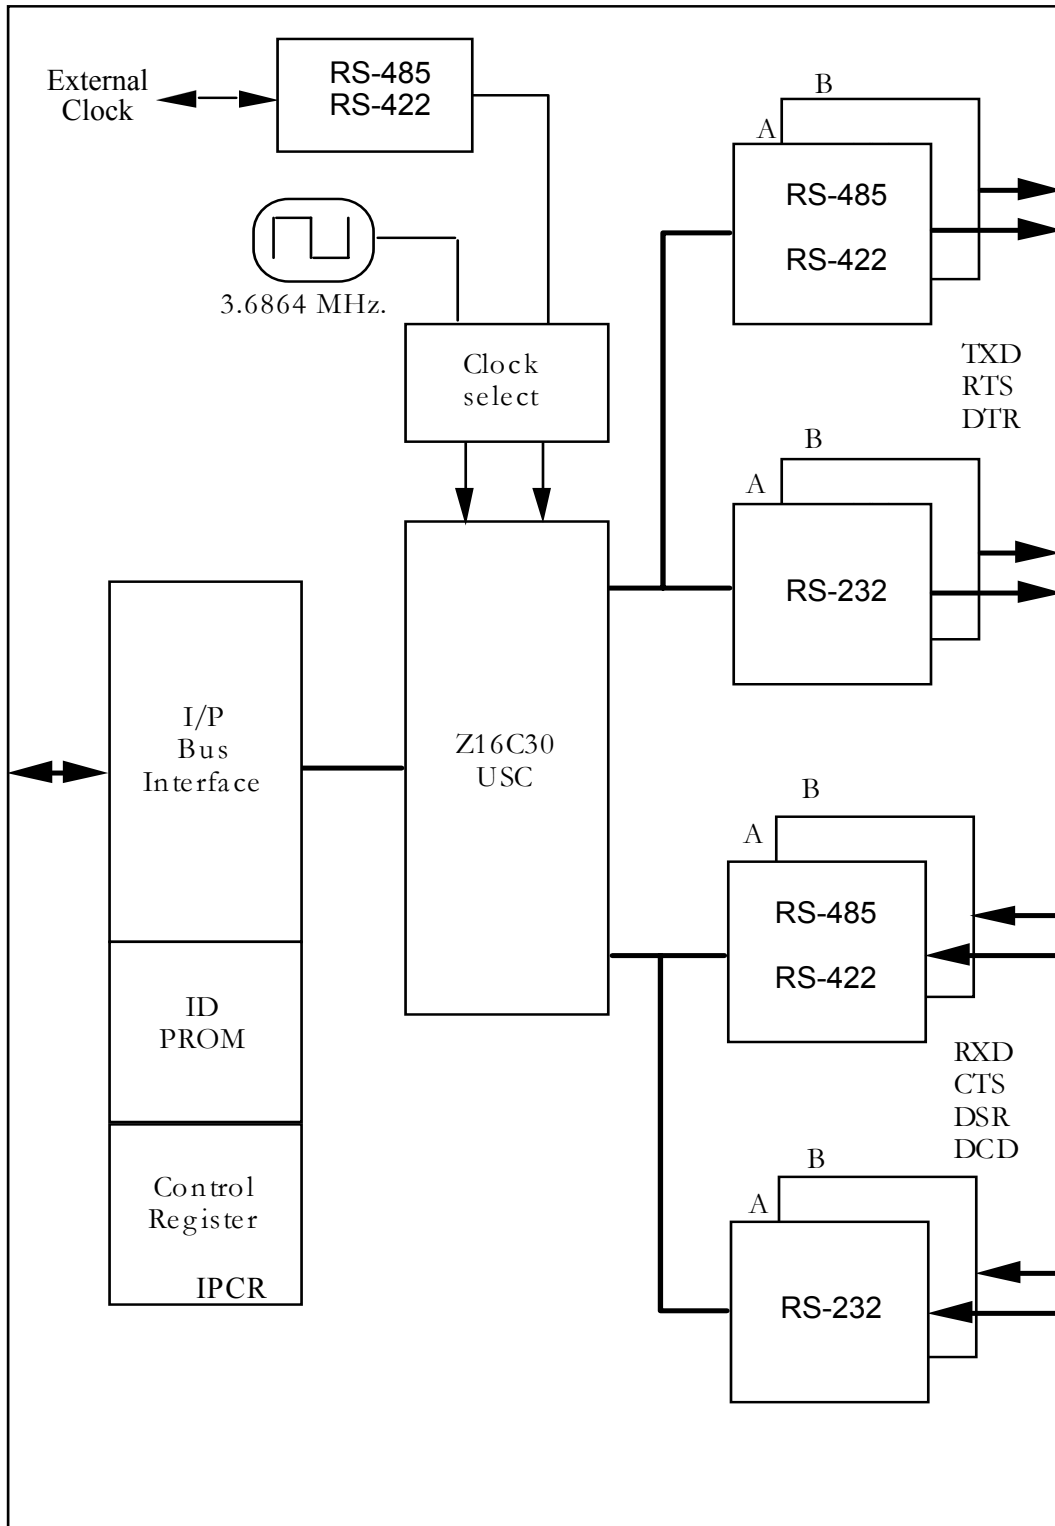 External
Clock
RS-485
RS-422
3.6864 MHz.
Clock
select
B
A
RS-485
RS-422
TXD
RTS
DTR
B
A
RS-232
I/P
Bus
Interface
Z16C30
USC
B
A
RS-485
RS-422
ID
PROM
RXD
CTS
DSR
DCD
Control
Register
IPCR
B
A
RS-232